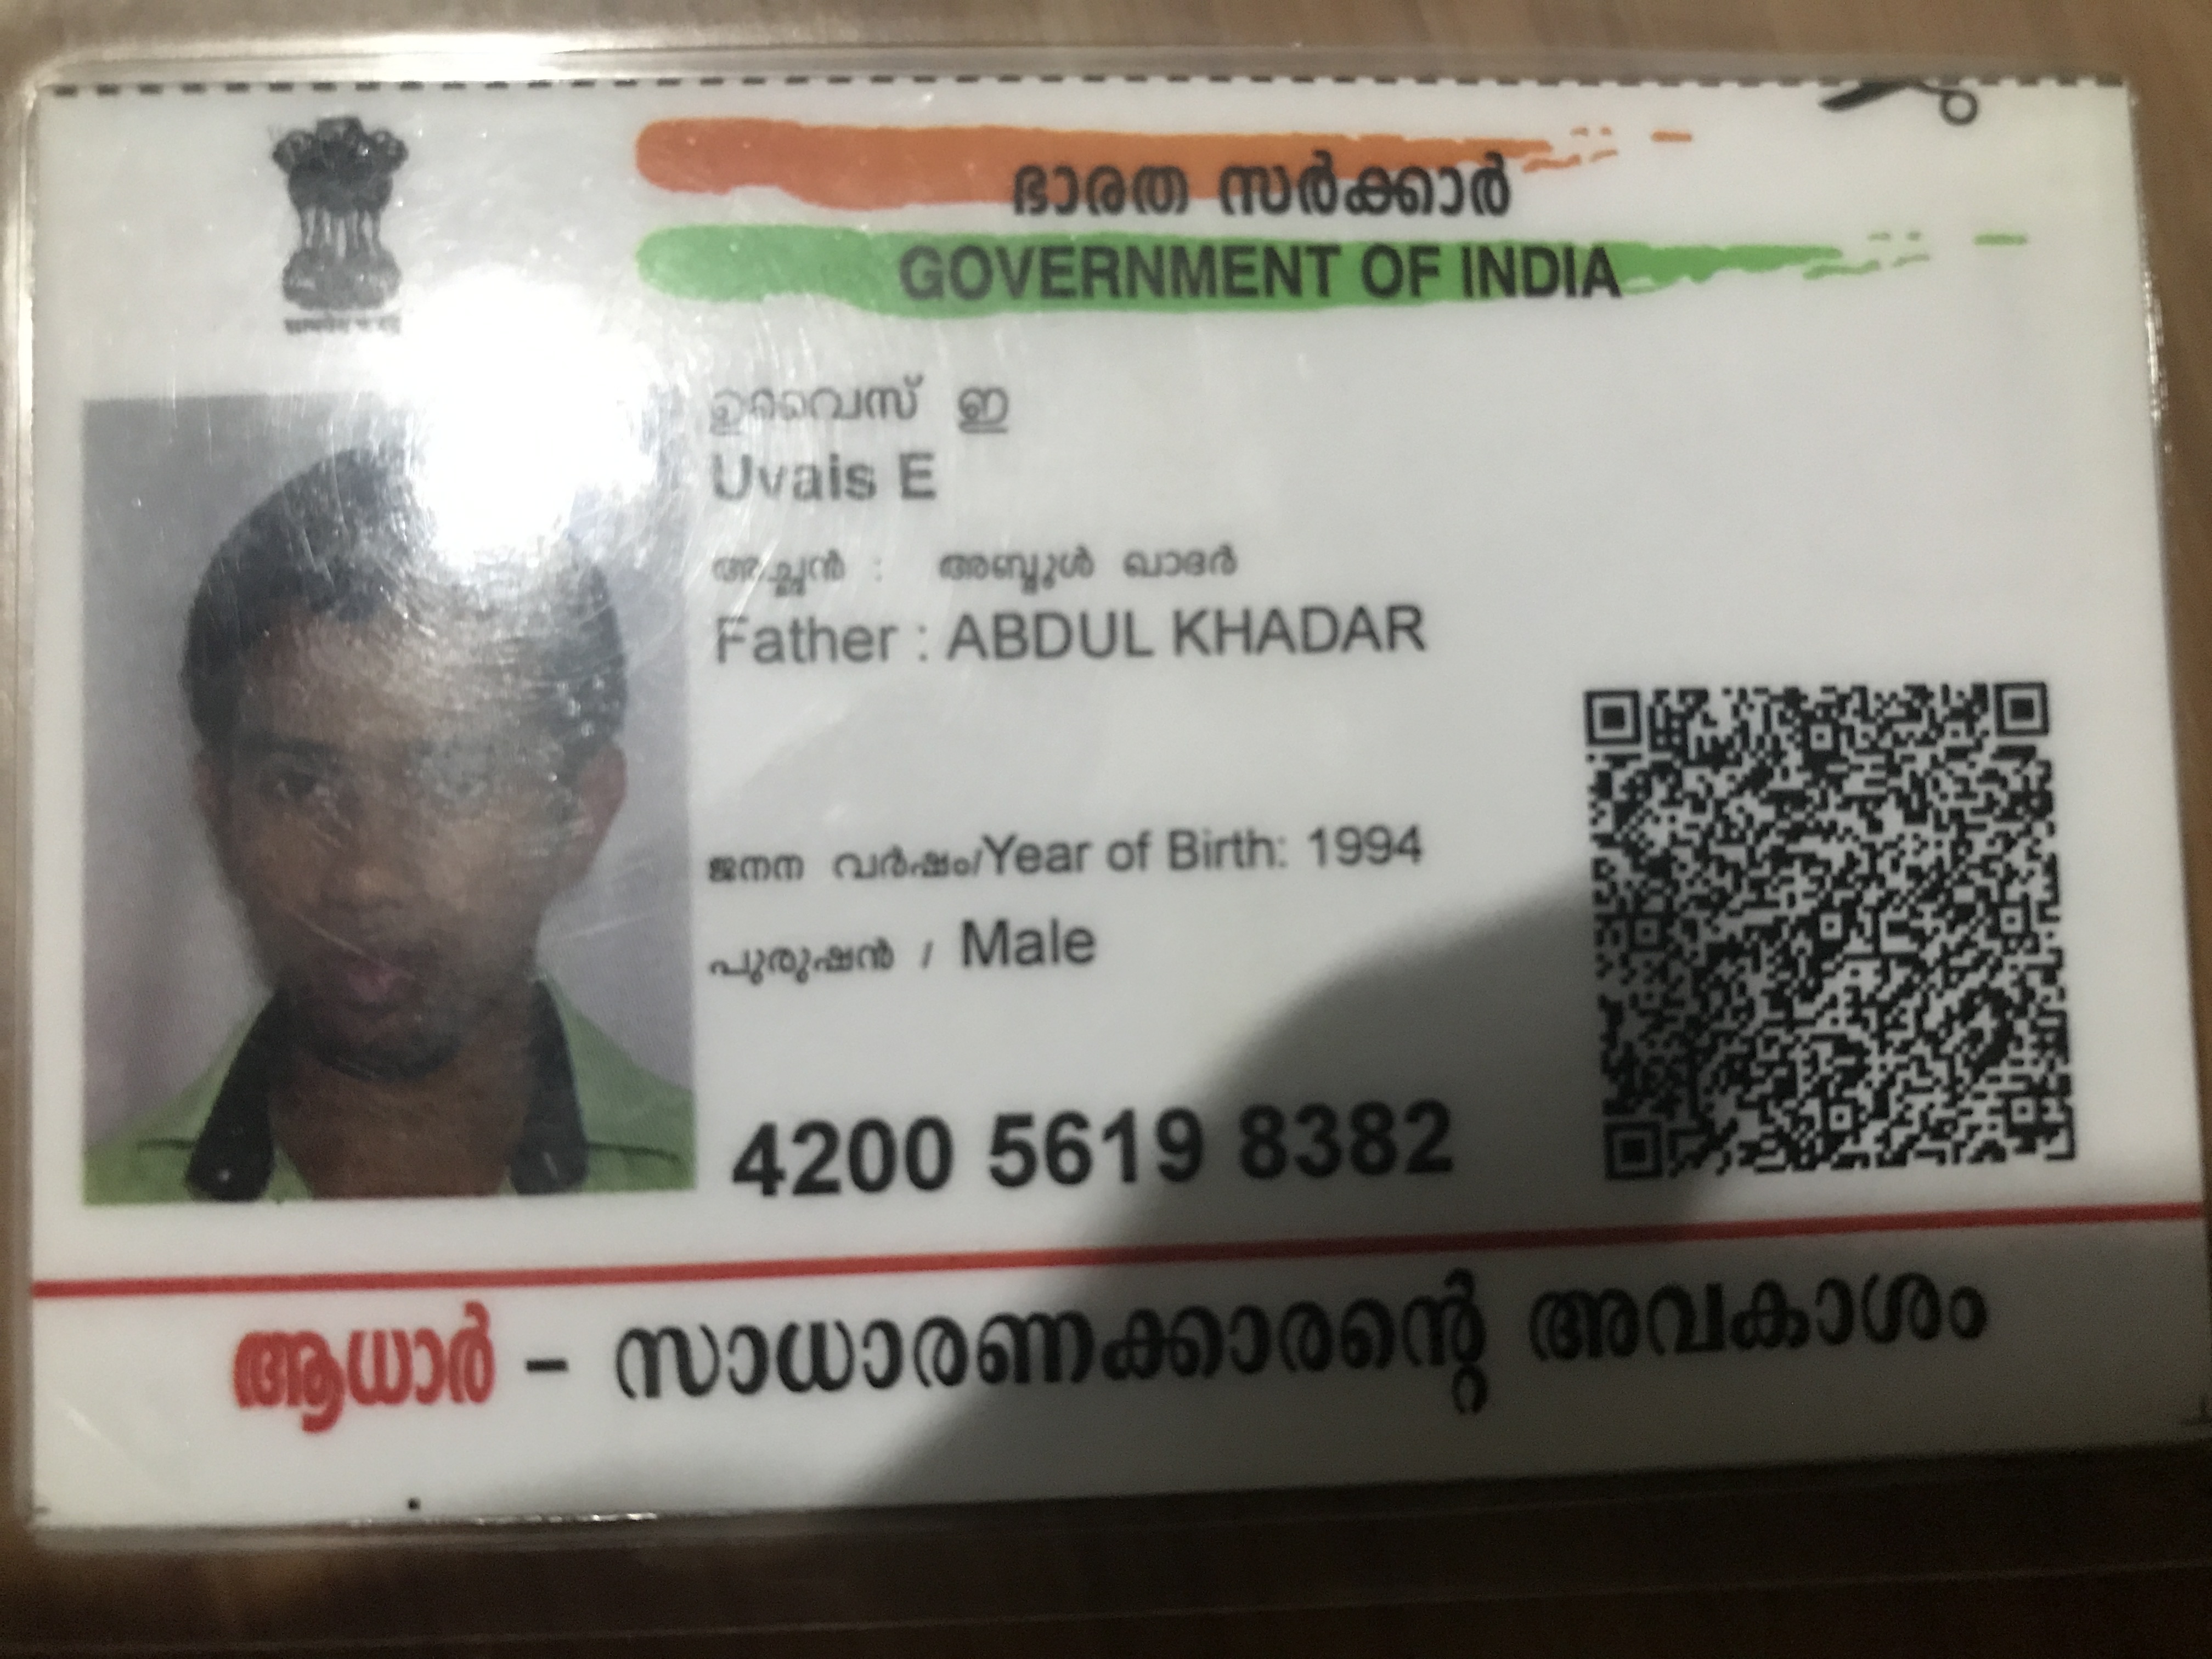 ഭാരത സർക്കാർ
GOVERNMENT OF INDIA
ഉവൈസ് ഇ
Uvais E
അച്ഛൻ : അബ്ദുൾ ഖാദർ
Father : ABDUL KHADAR
ജനന വർഷം/Year of Birth: 1994
പുരുഷൻ / Male
4200 5619 8382
ആധാർ - സാധാരണക്കാരന്റെ അവകാശം